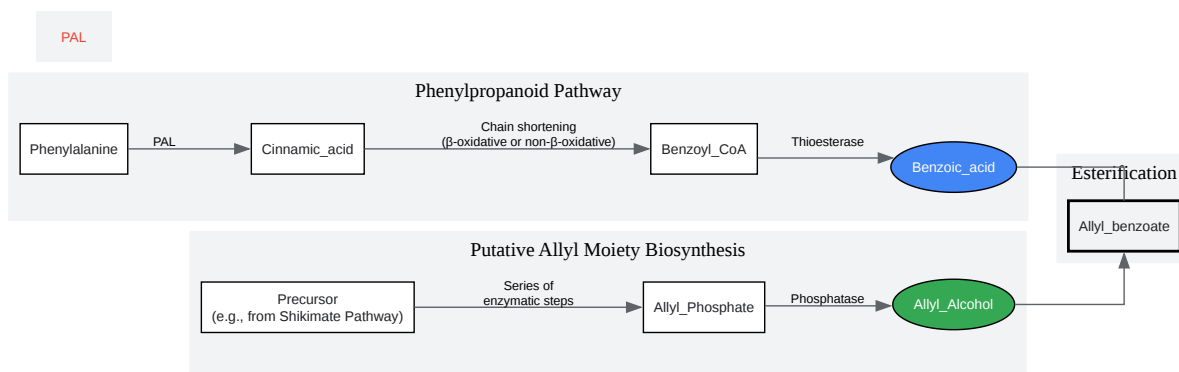 PAL
Phenylpropanoid Pathway
Phenylalanine
PAL
Cinnamic_acid
Chain shortening
(β-oxidative or non-β-oxidative)
Benzoyl_CoA
Thioesterase
Benzoic_acid
Esterification
Allyl_benzoate
Putative Allyl Moiety Biosynthesis
Precursor
(e.g., from Shikimate Pathway)
Series of
enzymatic steps
Allyl_Phosphate
Phosphatase
Allyl_Alcohol